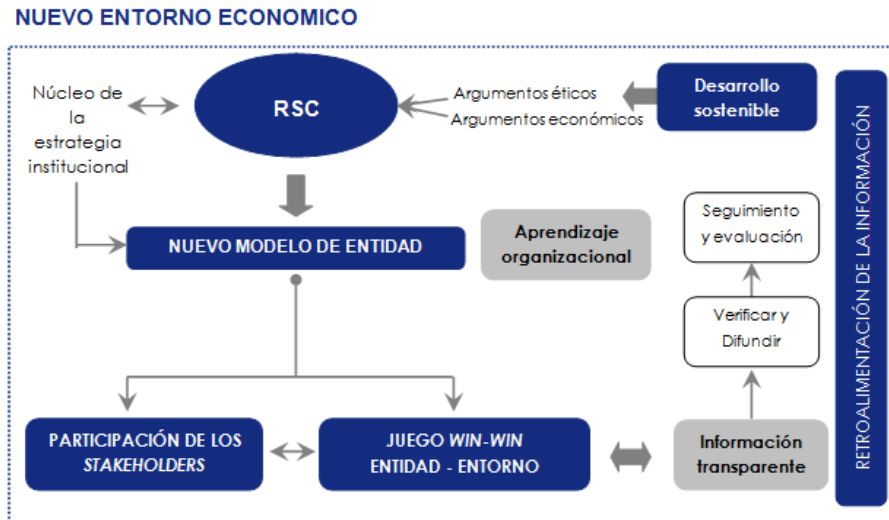 NUEVO ENTORNO ECONOMICO
Núcleo de
la
estrategia
institucional
RSC
Argumentos éticos
Argumentos económicos
Desarrollo
sostenible
NUEVO MODELO DE ENTIDAD
Aprendizaje
organizacional
Seguimiento
y evaluación
Verificar y
Difundir
PARTICIPACIÓN DE LOS
STAKEHOLDERS
JUEGO WIN-WIN
ENTIDAD - ENTORNO
Información
transparente
RETROALIMENTACIÓN DE LA INFORMACIÓN